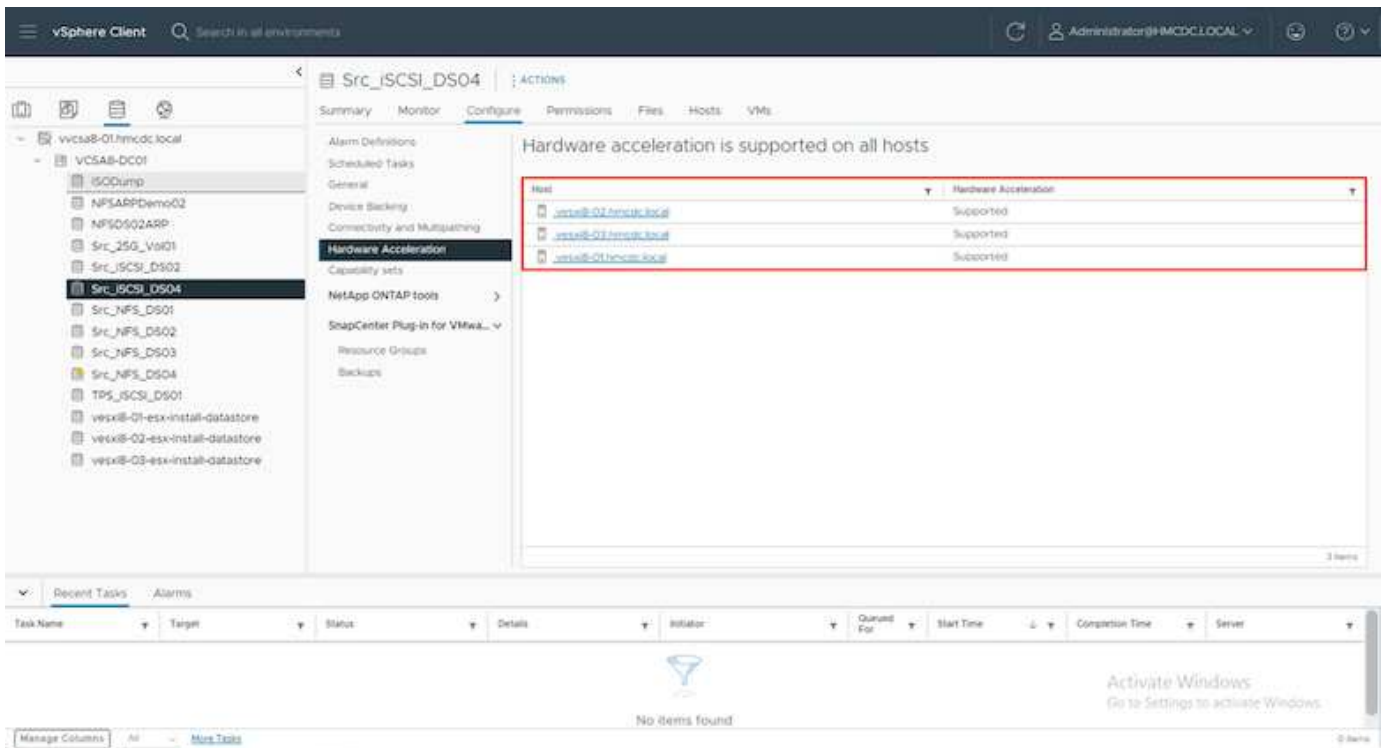 vSphere Client
Search in all environments
Administrator@HMCDC.LOCAL
vvcsa8-01.hmcdc.local
VCSA8-DC01
ISODump
NFSARPDemo02
NFSDS02ARP
Src_25G_Vol01
Src_iSCSI_DS02
Src_iSCSI_DS04
Src_NFS_DS01
Src_NFS_DS02
Src_NFS_DS03
Src_NFS_DS04
TPS_iSCSI_DS01
vesxi8-01-esx-install-datastore
vesxi8-02-esx-install-datastore
vesxi8-03-esx-install-datastore
Src_iSCSI_DS04
ACTIONS
Summary Monitor Configure Permissions Files Hosts VMs
Alarm Definitions
Scheduled Tasks
General
Device Backing
Connectivity and Multipathing
Hardware Acceleration
Capability sets
NetApp ONTAP tools
SnapCenter Plug-in for VMwa...
Resource Groups
Backups
Hardware acceleration is supported on all hosts
Host Hardware Acceleration
vesxi8-02.hmcdc.local Supported
vesxi8-03.hmcdc.local Supported
vesxi8-01.hmcdc.local Supported
3 items
Recent Tasks Alarms
Task Name Target Status Details Initiator Queued For Start Time Completion Time Server
No items found
Activate Windows
Go to Settings to activate Windows.
Manage Columns All More Tasks
0 items